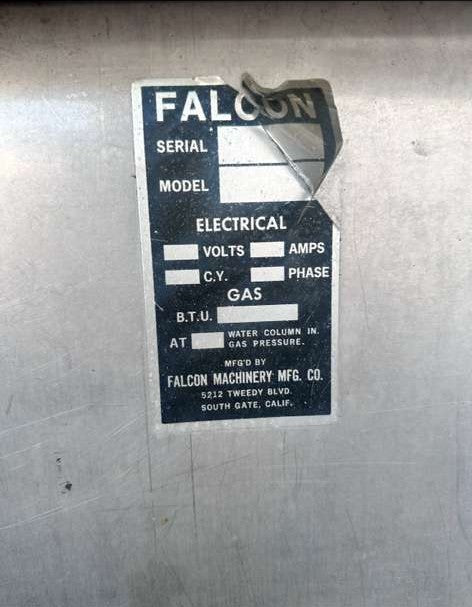 FALCON
SERIAL
MODEL
ELECTRICAL
VOLTS AMPS
C.Y. PHASE
GAS
B.T.U.
AT WATER COLUMN IN.
GAS PRESSURE.
MFG'D BY
FALCON MACHINERY MFG. CO.
5212 TWEEDY BLVD.
SOUTH GATE, CALIF.